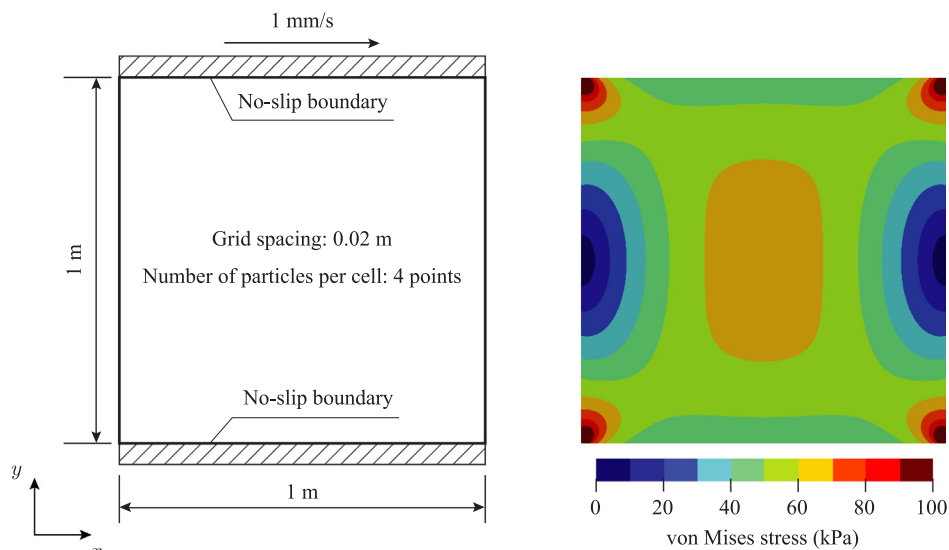 1 mm/s
No-slip boundary
Grid spacing: 0.02 m
Number of particles per cell: 4 points
1 m
No-slip boundary
y
1 m
0 20 40 60 80 100
von Mises stress (kPa)